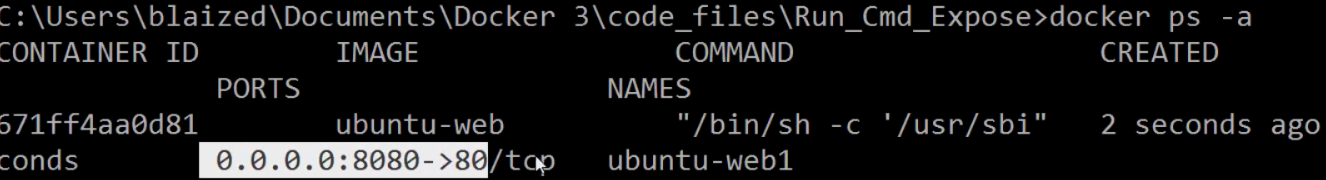 C:\Users\blaized\Documents\Docker 3\code_files\Run_Cmd_Expose>docker ps -a
CONTAINER ID IMAGE COMMAND CREATED
PORTS NAMES
671ff4aa0d81 ubuntu-web "/bin/sh -c '/usr/sbi" 2 seconds ago
conds 0.0.0.0:8080->80/tcp ubuntu-web1